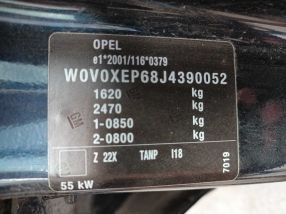 OPEL
e1*2001/116*0379
W0V0XEP68J4390052
1620 kg
2470 kg
1-0850 kg
2-0800 kg
Z 22X TANP I18
7019
55 kW
GM